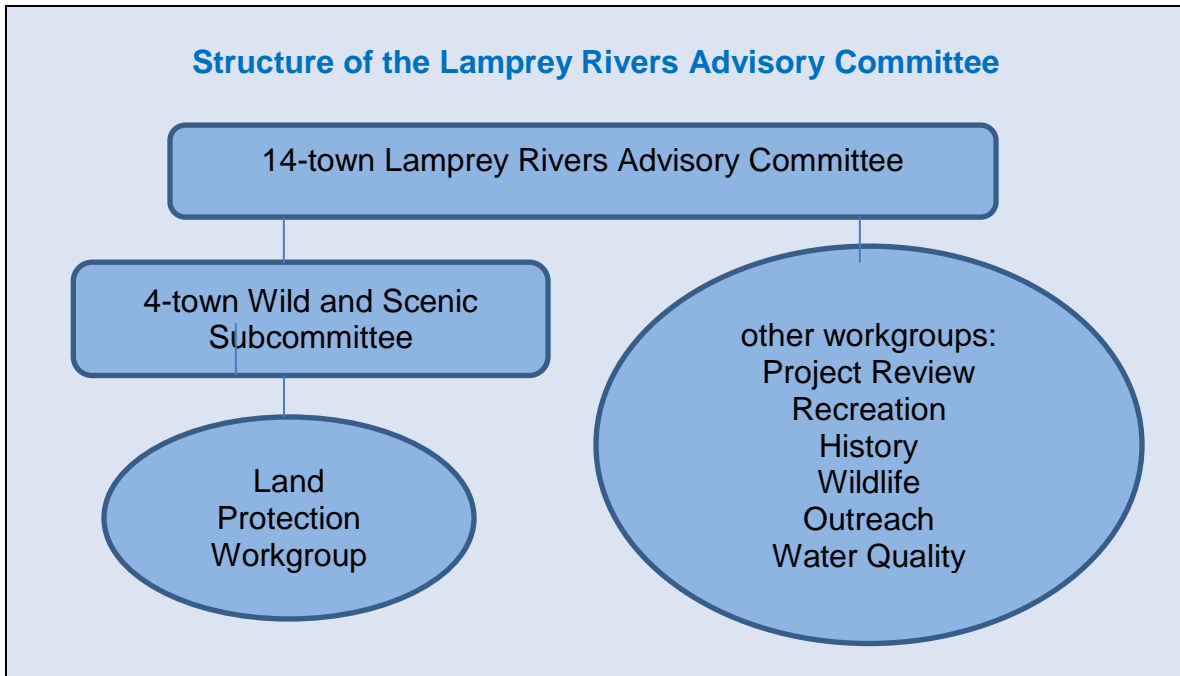 Structure of the Lamprey Rivers Advisory Committee
14-town Lamprey Rivers Advisory Committee
4-town Wild and Scenic
Subcommittee
Land
Protection
Workgroup
other workgroups:
Project Review
Recreation
History
Wildlife
Outreach
Water Quality